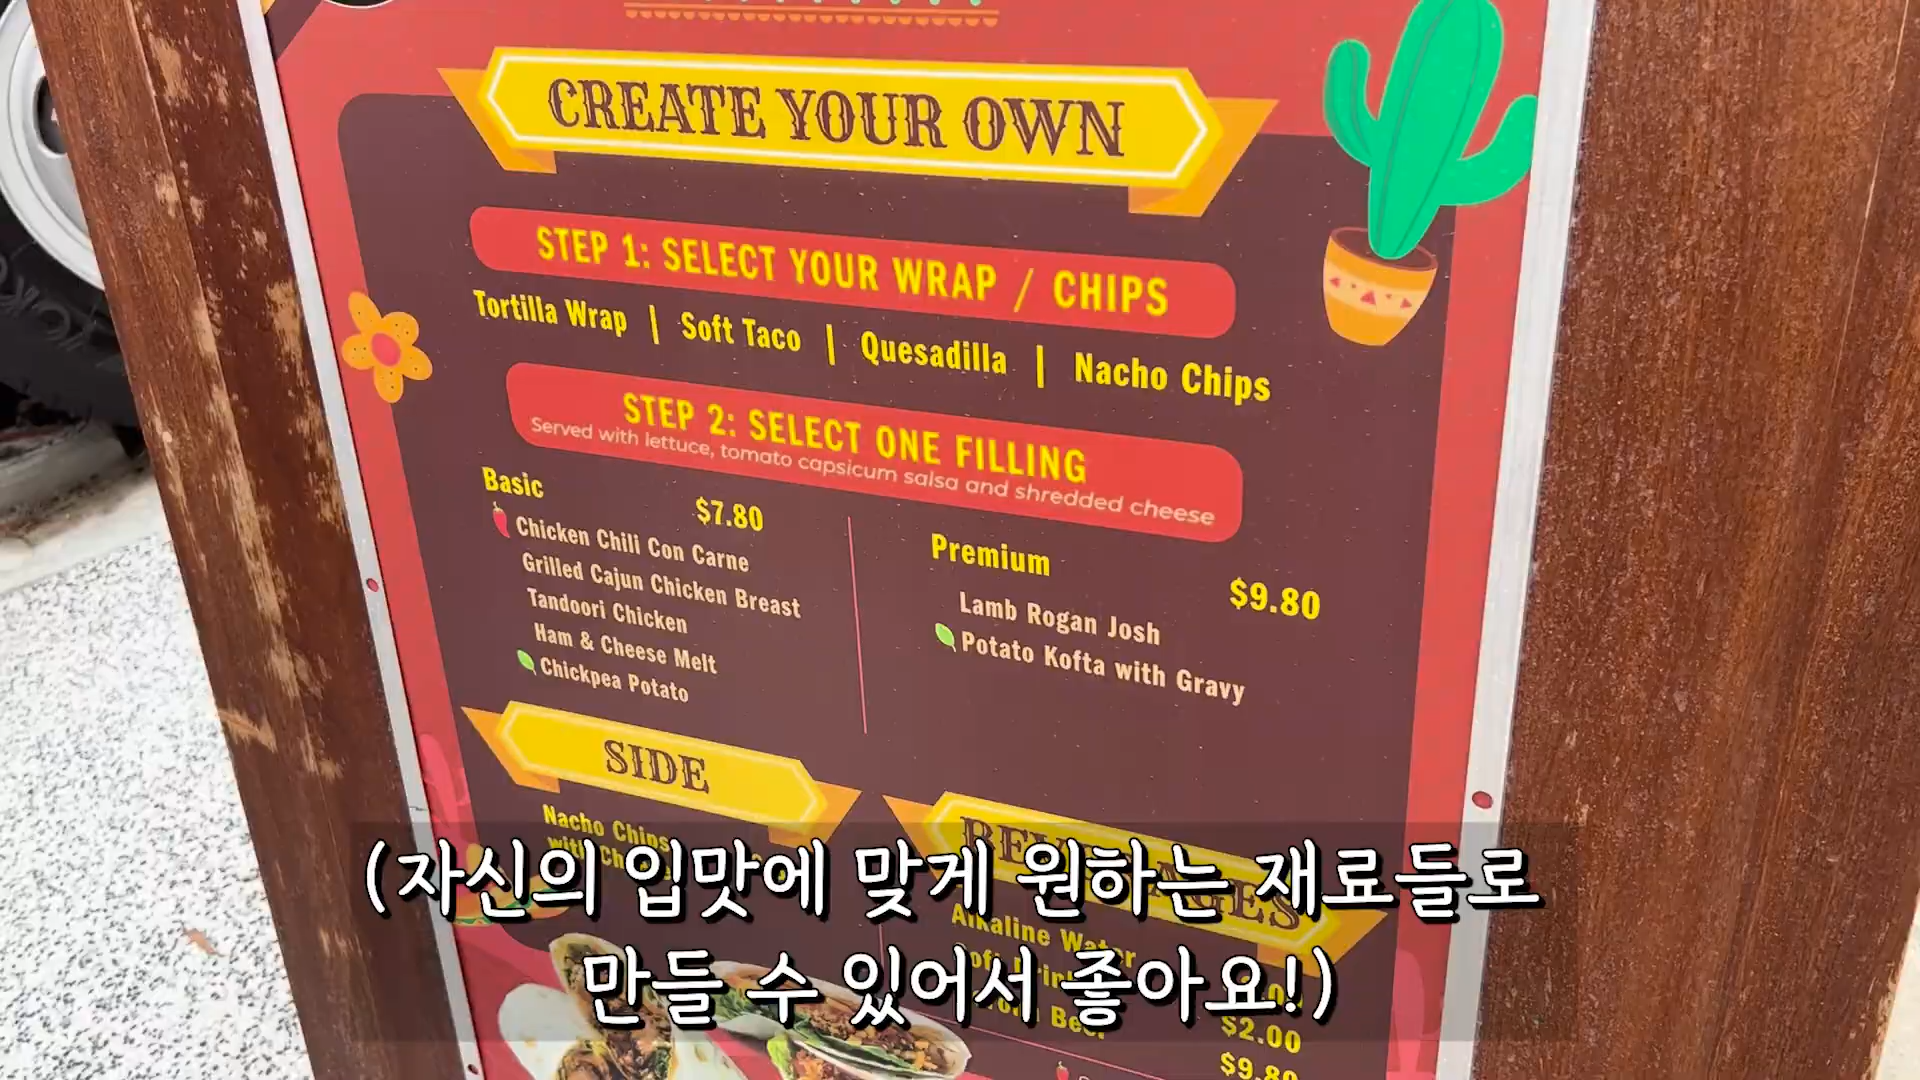 CREATE YOUR OWN
STEP 1: SELECT YOUR WRAP / CHIPS
Tortilla Wrap | Soft Taco | Quesadilla | Nacho Chips
STEP 2: SELECT ONE FILLING
Served with lettuce, tomato capsicum salsa and shredded cheese
Basic $7.80
Chicken Chili Con Carne
Grilled Cajun Chicken Breast
Tandoori Chicken
Ham & Cheese Melt
Chickpea Potato
Premium $9.80
Lamb Rogan Josh
Potato Kofta with Gravy
SIDE
Nacho Chips
with
BEVERAGES
Alkaline Water
$2.00
$9.80
(자신의 입맛에 맞게 원하는 재료들로
만들 수 있어서 좋아요!)